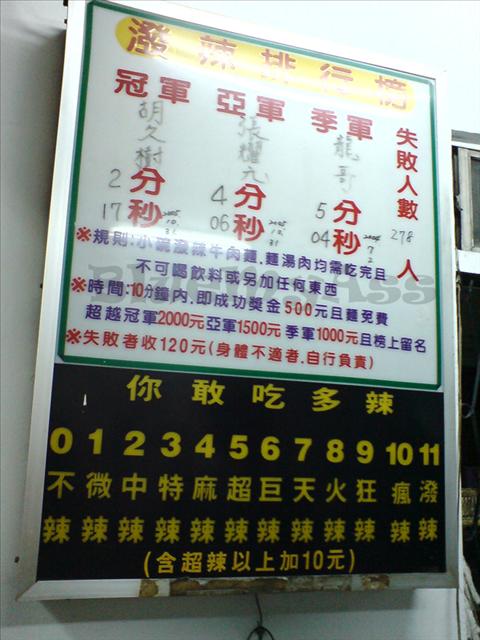 潑辣排行榜
冠軍 亞軍 季軍 失敗人數 278 人
胡久樹 張耀元 龍哥
2分 4分 5分
17秒 06秒 04秒
※規則:小碗潑辣牛肉麵.麵湯肉均需吃完且
不可喝飲料或另加任何東西
※時間:10分鐘內.即成功獎金500元且麵免費
超越冠軍2000元 亞軍1500元 季軍1000元且榜上留名
※失敗者收120元(身體不適者.自行負責)
你敢吃多辣
0 1 2 3 4 5 6 7 8 9 10 11
不 微 中 特 麻 超 巨 天 火 狂 瘋 潑
辣 辣 辣 辣 辣 辣 辣 辣 辣 辣 辣 辣
(含超辣以上加10元)